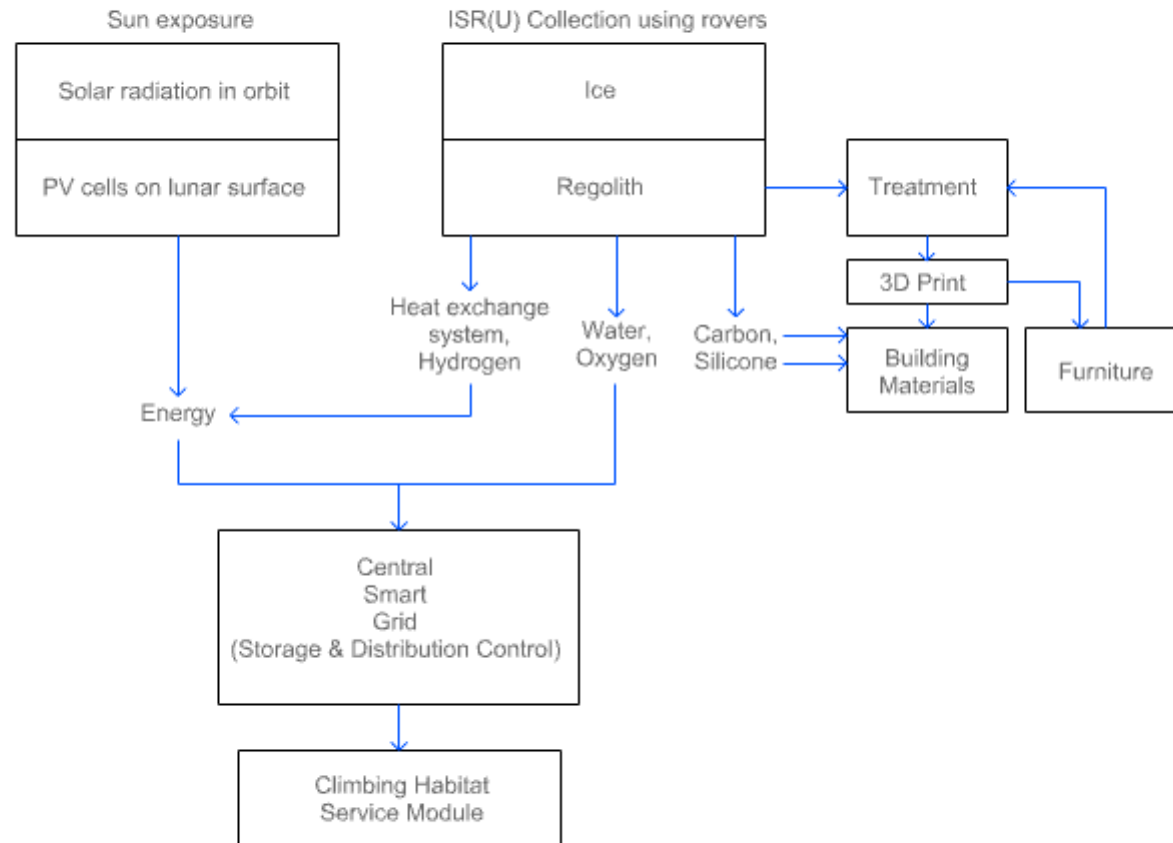 Sun exposure
ISR(U) Collection using rovers
Solar radiation in orbit
PV cells on lunar surface
Ice
Regolith
Treatment
3D Print
Building
Materials
Furniture
Heat exchange
system,
Hydrogen
Water,
Oxygen
Carbon,
Silicone
Energy
Central
Smart
Grid
(Storage & Distribution Control)
Climbing Habitat
Service Module